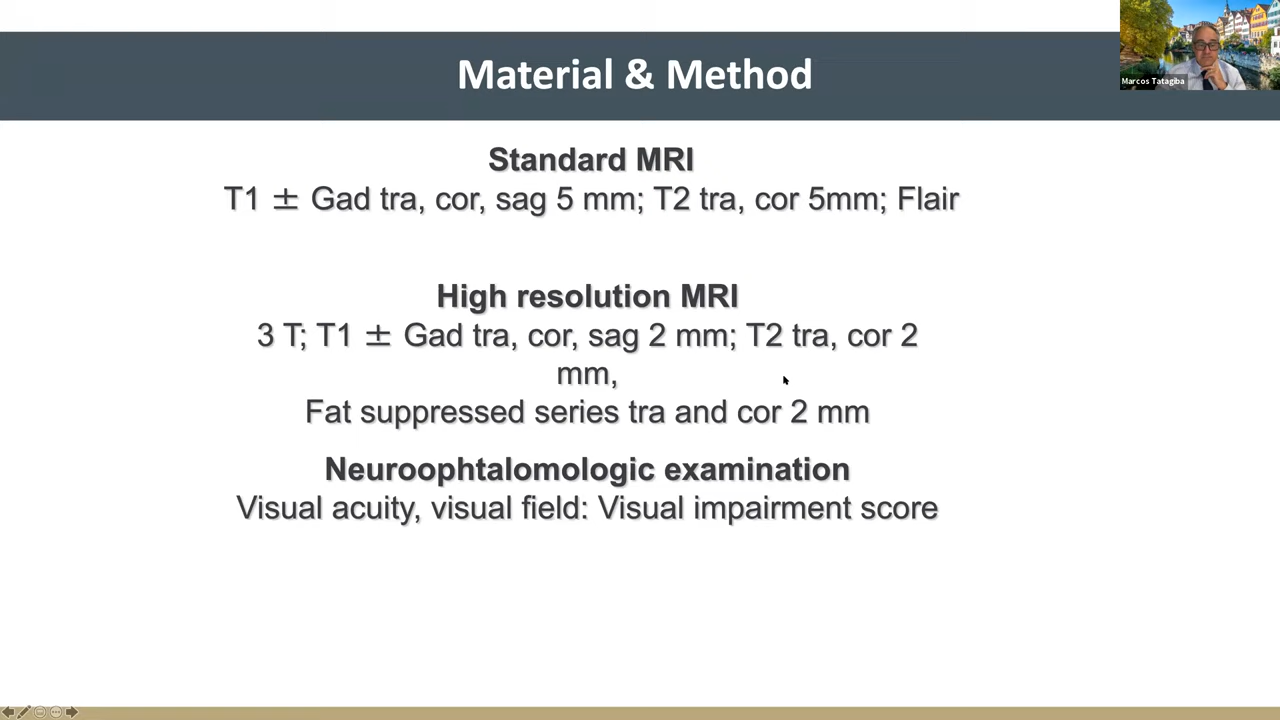 Material & Method
Marcos Tatagiba
Standard MRI
T1 ± Gad tra, cor, sag 5 mm; T2 tra, cor 5mm; Flair
High resolution MRI
3 T; T1 ± Gad tra, cor, sag 2 mm; T2 tra, cor 2
mm,
Fat suppressed series tra and cor 2 mm
Neuroophtalomologic examination
Visual acuity, visual field: Visual impairment score